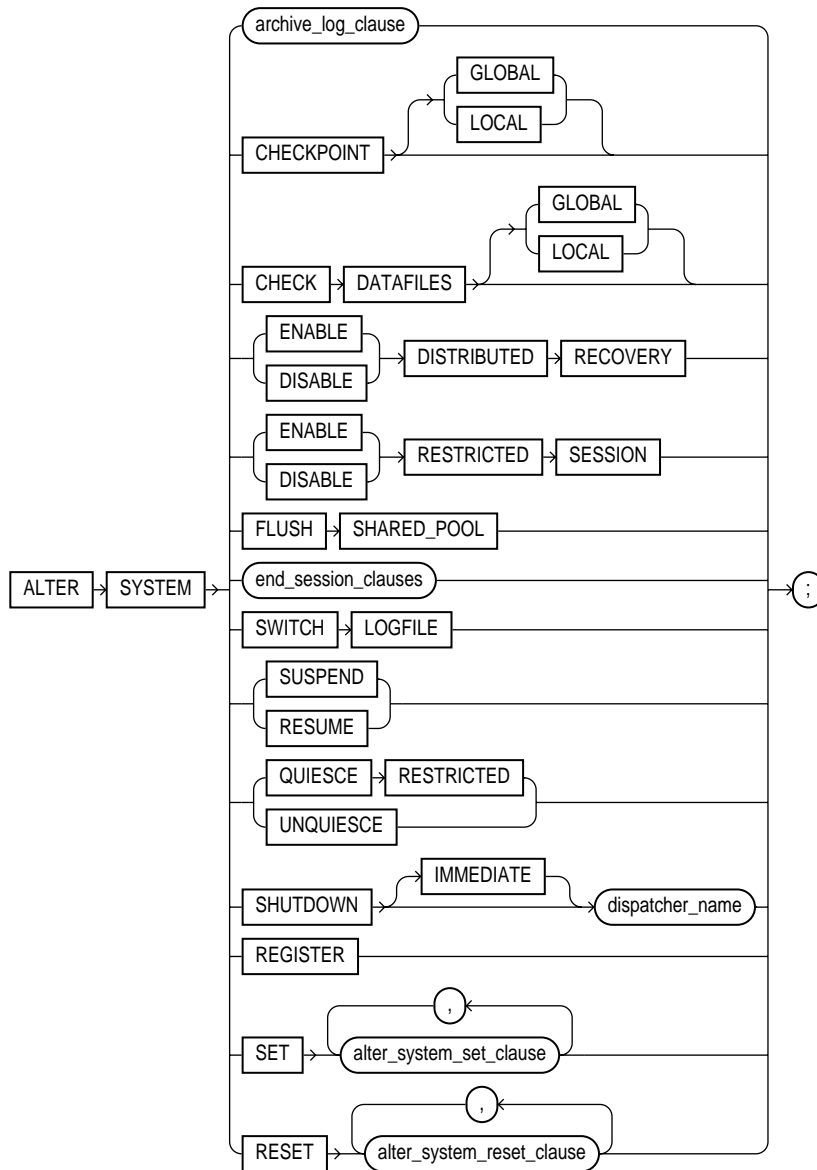 archive_log_clause
GLOBAL
LOCAL
CHECKPOINT
GLOBAL
LOCAL
CHECK DATAFILES
ENABLE
DISABLE
DISTRIBUTED RECOVERY
ENABLE
DISABLE
RESTRICTED SESSION
FLUSH SHARED_POOL
ALTER SYSTEM
end_session_clauses
;
SWITCH LOGFILE
SUSPEND
RESUME
QUIESCE RESTRICTED
UNQUIESCE
IMMEDIATE
SHUTDOWN dispatcher_name
REGISTER
,
SET alter_system_set_clause
,
RESET alter_system_reset_clause